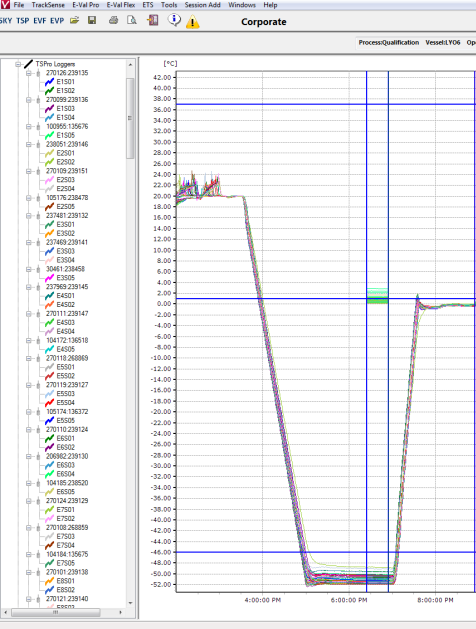 File TrackSense E-Val Pro E-Val Flex ETS Tools Session Add Windows Help
SKY TSP EVF EVP
Corporate
Process:Qualification Vessel:LYO6 Ope
TSPro Loggers
270126:239135
E1S01
E1S02
270099:239136
E1S03
E1S04
100955:135676
E1S05
238051:239146
E2S01
E2S02
270109:239151
E2S03
E2S04
105176:238478
E2S05
237481:239132
E3S01
E3S02
237469:239141
E3S03
E3S04
30461:238458
E3S05
237969:239145
E4S01
E4S02
270111:239147
E4S03
E4S04
104172:136518
E4S05
270118:268869
E5S01
E5S02
270119:239127
E5S03
E5S04
105174:136372
E5S05
270110:239124
E6S01
E6S02
206982:239130
E6S03
E6S04
104185:238520
E6S05
270124:239129
E7S01
E7S02
270108:268859
E7S03
E7S04
104184:135675
E7S05
270101:239138
E8S01
E8S02
270121:239140
E8S03
[°C]
42.00
40.00
38.00
36.00
34.00
32.00
30.00
28.00
26.00
24.00
22.00
20.00
18.00
16.00
14.00
12.00
10.00
8.00
6.00
4.00
2.00
0.00
-2.00
-4.00
-6.00
-8.00
-10.00
-12.00
-14.00
-16.00
-18.00
-20.00
-22.00
-24.00
-26.00
-28.00
-30.00
-32.00
-34.00
-36.00
-38.00
-40.00
-42.00
-44.00
-46.00
-48.00
-50.00
-52.00
4:00:00 PM 6:00:00 PM 8:00:00 PM